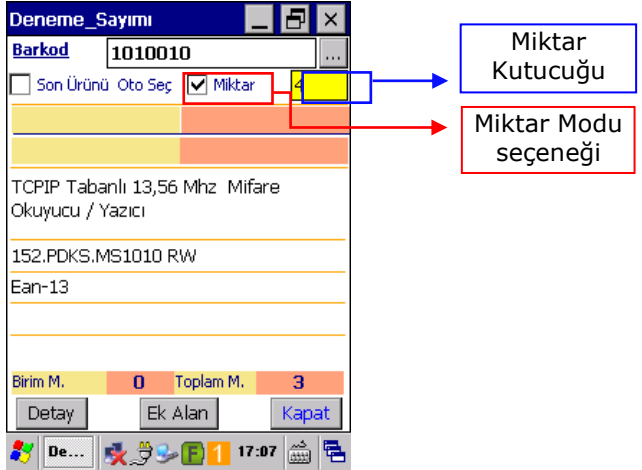 Deneme_Sayımı
Barkod 1010010 ...
Son Ürünü Oto Seç Miktar 4
TCPIP Tabanlı 13,56 Mhz Mifare
Okuyucu / Yazıcı
152.PDKS.MS1010 RW
Ean-13
Birim M. 0 Toplam M. 3
Detay Ek Alan Kapat
De... F 1 17:07
Miktar
Kutucuğu
Miktar Modu
seçeneği